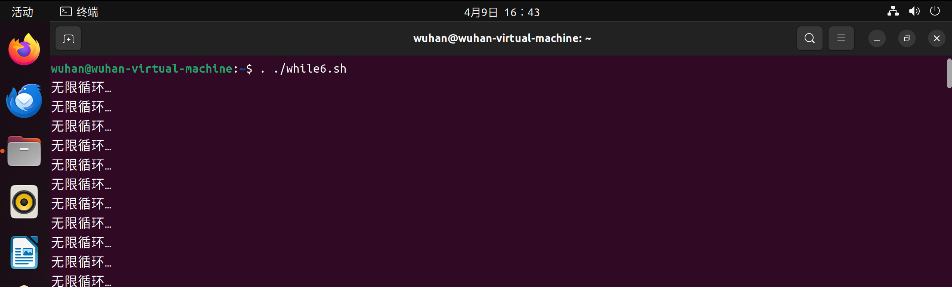 活动
终端
4月9日 16：43
wuhan@wuhan-virtual-machine: ~
wuhan@wuhan-virtual-machine:~$ . ./while6.sh
无限循环…
无限循环…
无限循环…
无限循环…
无限循环…
无限循环…
无限循环…
无限循环…
无限循环…
无限循环…
无限循环…